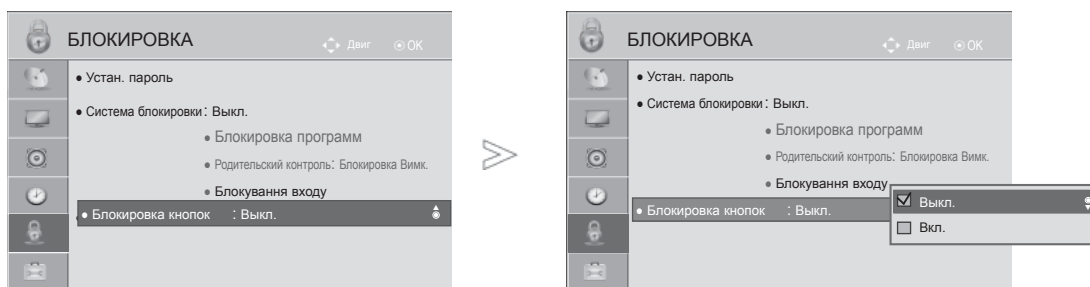 БЛОКИРОВКА Двиг OK
• Устан. пароль
• Система блокировки : Выкл.
• Блокировка программ
• Родительский контроль: Блокировка Вимк.
• Блокування входу
• Блокировка кнопок : Выкл.
БЛОКИРОВКА Двиг OK
• Устан. пароль
• Система блокировки : Выкл.
• Блокировка программ
• Родительский контроль: Блокировка Вимк.
• Блокування входу
• Блокировка кнопок : Выкл.
Выкл.
Вкл.